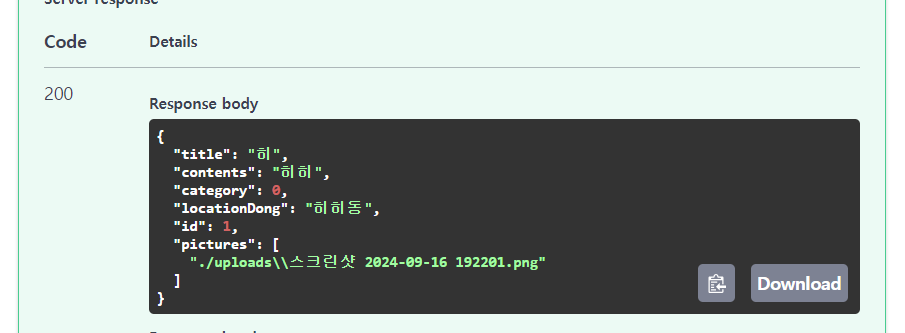 Server response
Code Details
200
Response body
{
"title": "히",
"contents": "히히",
"category": 0,
"locationDong": "히히동",
"id": 1,
"pictures": [
"./uploads\\스크린샷 2024-09-16 192201.png"
]
}
Download